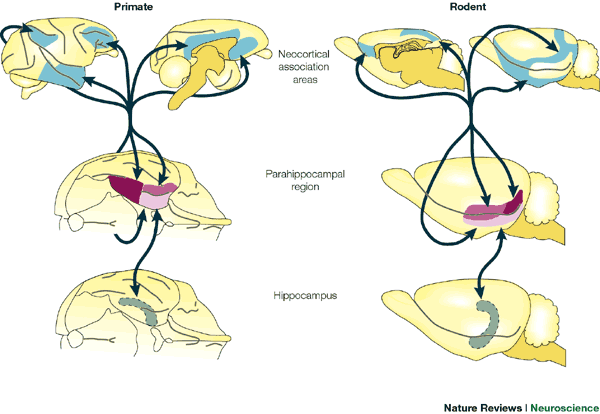 Primate
Rodent
Neocortical
association
areas
Parahippocampal
region
Hippocampus
Nature Reviews | Neuroscience